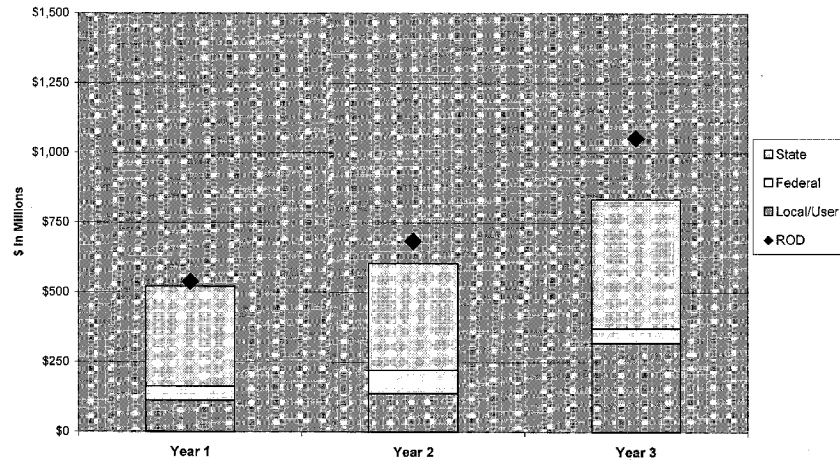 $1,500
$1,250
$1,000
$750
$500
$250
$0
$ In Millions
Year 1
Year 2
Year 3
State
Federal
Local/User
ROD